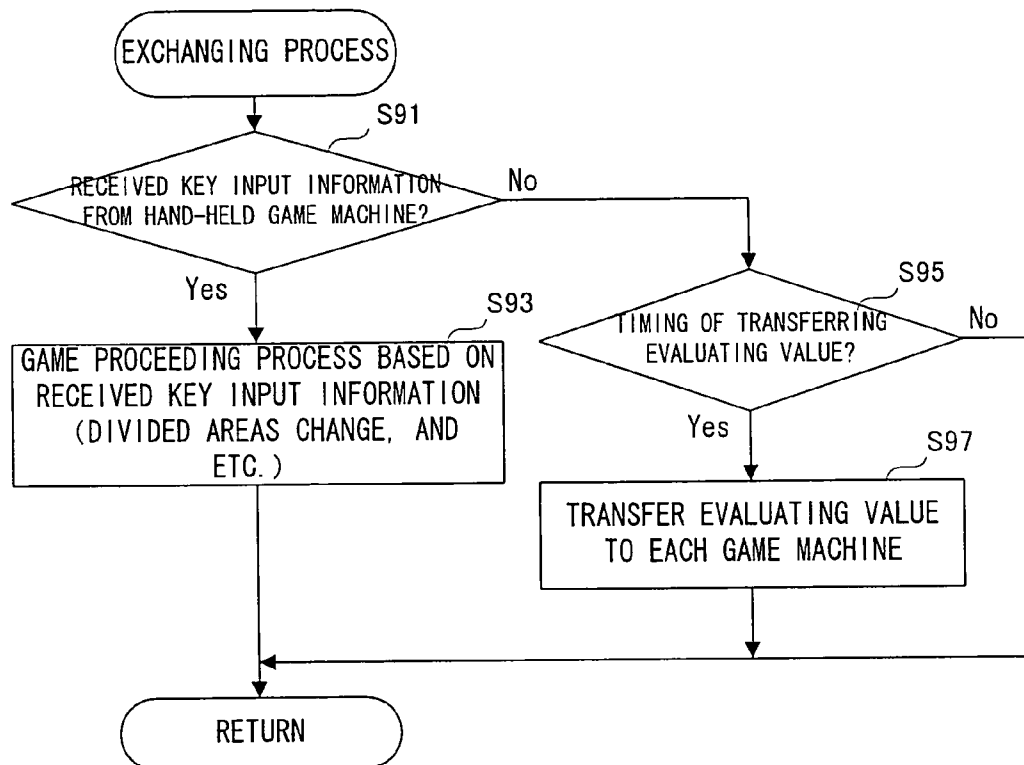 EXCHANGING PROCESS
S91
RECEIVED KEY INPUT INFORMATION
FROM HAND-HELD GAME MACHINE?
No
Yes
S93
GAME PROCEEDING PROCESS BASED ON
RECEIVED KEY INPUT INFORMATION
(DIVIDED AREAS CHANGE, AND
ETC.)
S95
TIMING OF TRANSFERRING
EVALUATING VALUE?
No
Yes
S97
TRANSFER EVALUATING VALUE
TO EACH GAME MACHINE
RETURN